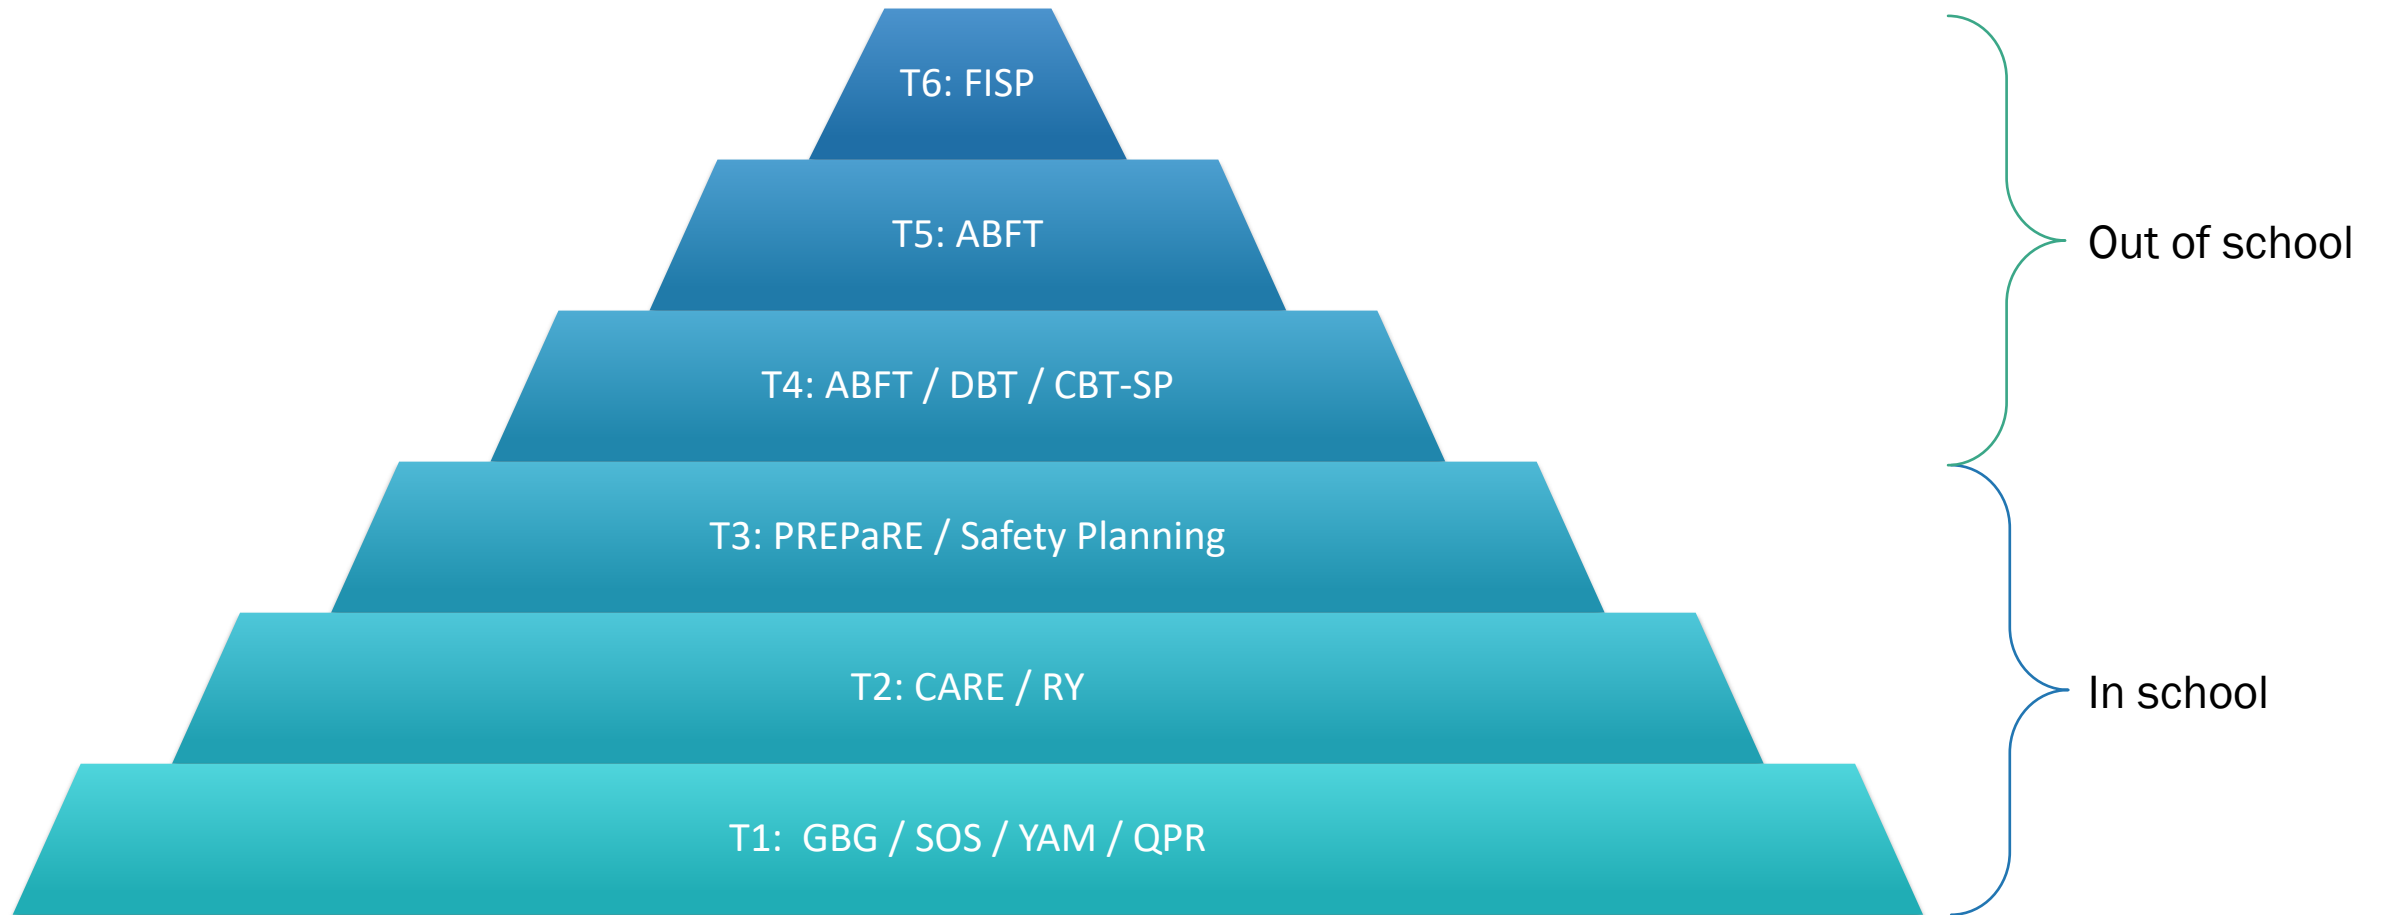 T6: FISP
T5: ABFT
Out of school
T4: ABFT / DBT / CBT-SP
T3: PREPaRE / Safety Planning
T2: CARE / RY
In school
T1:  GBG / SOS / YAM / QPR